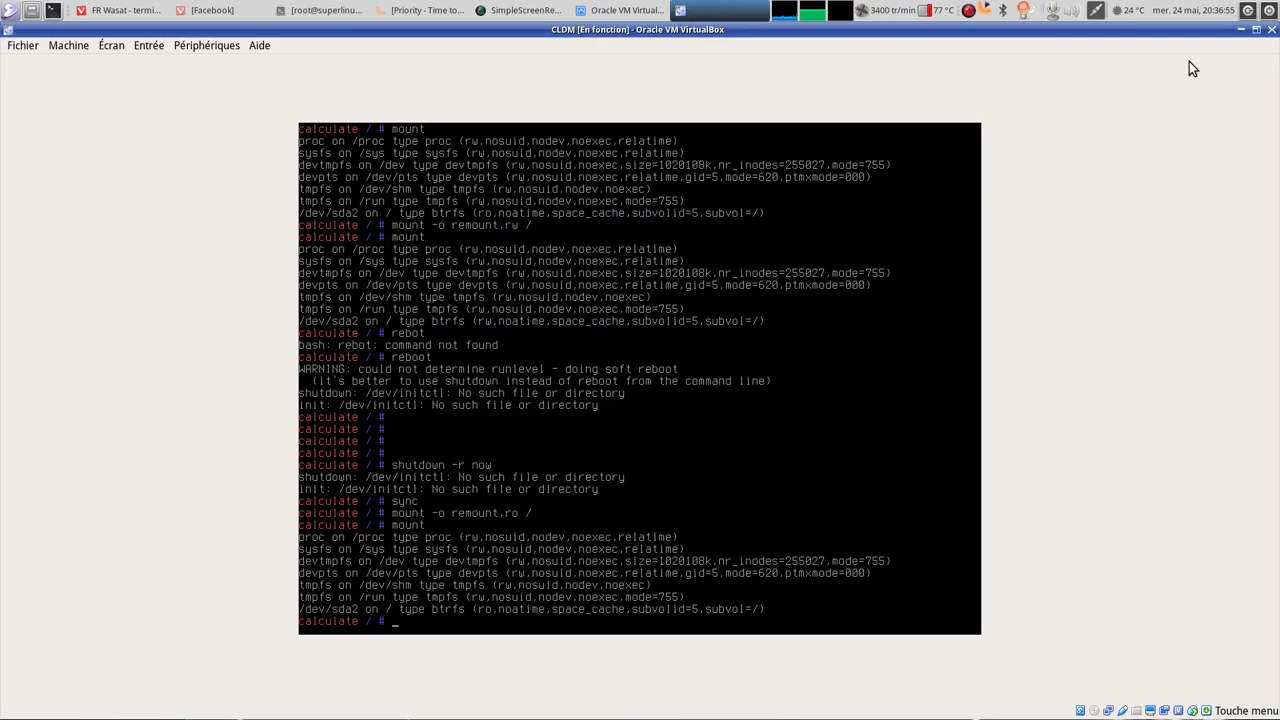 FR Wasat - termi...
[Facebook]
[root@superlinu...
[Priority - Time to...
SimpleScreenRe...
Oracle VM Virtual...
3400 tr/min
77 °C
24 °C
mer. 24 mai, 20:36:55
CLDM [En fonction] - Oracle VM VirtualBox
Fichier Machine Écran Entrée Périphériques Aide
calculate / # mount
proc on /proc type proc (rw,nosuid,nodev,noexec,relatime)
sysfs on /sys type sysfs (rw,nosuid,nodev,noexec,relatime)
devtmpfs on /dev type devtmpfs (rw,nosuid,noexec,size=1020108k,nr_inodes=255027,mode=755)
devpts on /dev/pts type devpts (rw,nosuid,noexec,relatime,gid=5,mode=620,ptmxmode=000)
tmpfs on /dev/shm type tmpfs (rw,nosuid,nodev,noexec)
tmpfs on /run type tmpfs (rw,nosuid,nodev,noexec,mode=755)
/dev/sda2 on / type btrfs (ro,noatime,space_cache,subvolid=5,subvol=/)
calculate / # mount -o remount,rw /
calculate / # mount
proc on /proc type proc (rw,nosuid,nodev,noexec,relatime)
sysfs on /sys type sysfs (rw,nosuid,nodev,noexec,relatime)
devtmpfs on /dev type devtmpfs (rw,nosuid,noexec,size=1020108k,nr_inodes=255027,mode=755)
devpts on /dev/pts type devpts (rw,nosuid,noexec,relatime,gid=5,mode=620,ptmxmode=000)
tmpfs on /dev/shm type tmpfs (rw,nosuid,nodev,noexec)
tmpfs on /run type tmpfs (rw,nosuid,nodev,noexec,mode=755)
/dev/sda2 on / type btrfs (rw,noatime,space_cache,subvolid=5,subvol=/)
calculate / # rebot
bash: rebot: command not found
calculate / # reboot
WARNING: could not determine runlevel - doing soft reboot
(it's better to use shutdown instead of reboot from the command line)
shutdown: /dev/initctl: No such file or directory
init: /dev/initctl: No such file or directory
calculate / #
calculate / #
calculate / #
calculate / #
calculate / # shutdown -r now
shutdown: /dev/initctl: No such file or directory
init: /dev/initctl: No such file or directory
calculate / # sync
calculate / # mount -o remount,ro /
calculate / # mount
proc on /proc type proc (rw,nosuid,nodev,noexec,relatime)
sysfs on /sys type sysfs (rw,nosuid,nodev,noexec,relatime)
devtmpfs on /dev type devtmpfs (rw,nosuid,noexec,size=1020108k,nr_inodes=255027,mode=755)
devpts on /dev/pts type devpts (rw,nosuid,noexec,relatime,gid=5,mode=620,ptmxmode=000)
tmpfs on /dev/shm type tmpfs (rw,nosuid,nodev,noexec)
tmpfs on /run type tmpfs (rw,nosuid,nodev,noexec,mode=755)
/dev/sda2 on / type btrfs (ro,noatime,space_cache,subvolid=5,subvol=/)
calculate / # _
Touche menu